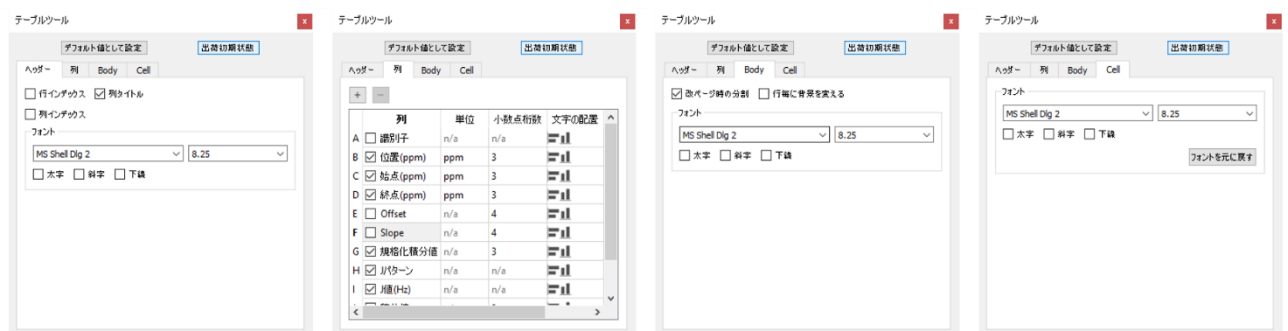 テーブルツール
x
デフォルト値として設定 出荷初期状態
ヘッダー 列 Body Cell
行インデックス 列タイトル
列インデックス
フォント
MS Shell Dlg 2 8.25
太字 斜字 下線
テーブルツール
x
デフォルト値として設定 出荷初期状態
ヘッダー 列 Body Cell
+ −
列 単位 小数点桁数 文字の配置
A 識別子 n/a n/a
B 位置(ppm) ppm 3
C 始点(ppm) ppm 3
D 終点(ppm) ppm 3
E Offset n/a 4
F Slope n/a 4
G 規格化積分値 n/a 3
H Jパターン n/a n/a
I J値(Hz) n/a n/a
テーブルツール
x
デフォルト値として設定 出荷初期状態
ヘッダー 列 Body Cell
改ページ時の分割 行毎に背景を変える
フォント
MS Shell Dlg 2 8.25
太字 斜字 下線
テーブルツール
x
デフォルト値として設定 出荷初期状態
ヘッダー 列 Body Cell
フォント
MS Shell Dlg 2 8.25
太字 斜字 下線
フォントを元に戻す